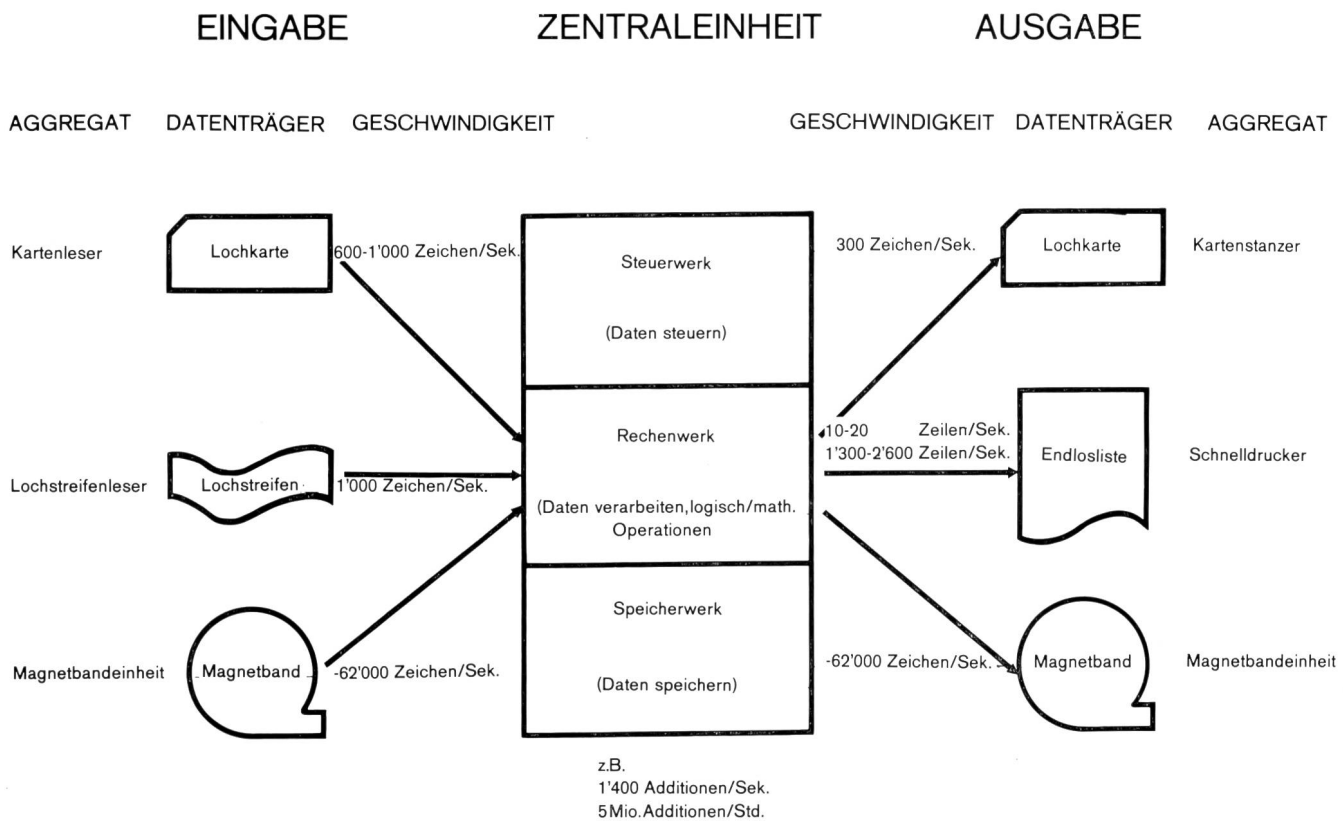 EINGABE ZENTRALEINHEIT AUSGABE
AGGREGAT DATENTRÄGER GESCHWINDIGKEIT GESCHWINDIGKEIT DATENTRÄGER AGGREGAT
Kartenleser Lochkarte 600-1'000 Zeichen/Sek. Steuerwerk 300 Zeichen/Sek. Lochkarte Kartenstanzer
(Daten steuern)
10-20 Zeilen/Sek.
Rechenwerk 1'300-2'600 Zeilen/Sek. Endlosliste Schnelldrucker
Lochstreifenleser Lochstreifen 1'000 Zeichen/Sek.
(Daten verarbeiten,logisch/math.
Operationen
Speicherwerk
Magnetbandeinheit Magnetband -62'000 Zeichen/Sek. -62'000 Zeichen/Sek. Magnetband Magnetbandeinheit
(Daten speichern)
z.B.
1'400 Additionen/Sek.
5Mio.Additionen/Std.